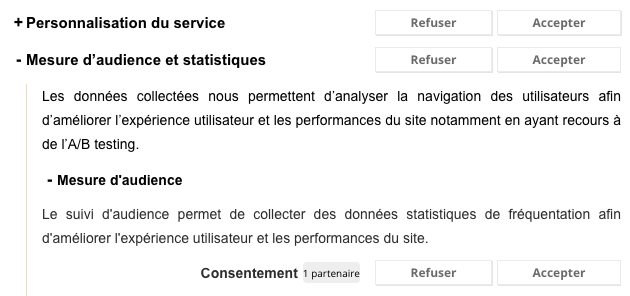 + Personnalisation du service Refuser Accepter
- Mesure d’audience et statistiques Refuser Accepter
Les données collectées nous permettent d’analyser la navigation des utilisateurs afin
d’améliorer l’expérience utilisateur et les performances du site notamment en ayant recours à
de l’A/B testing.
- Mesure d'audience
Le suivi d'audience permet de collecter des données statistiques de fréquentation afin
d'améliorer l'expérience utilisateur et les performances du site.
Consentement 1 partenaire Refuser Accepter